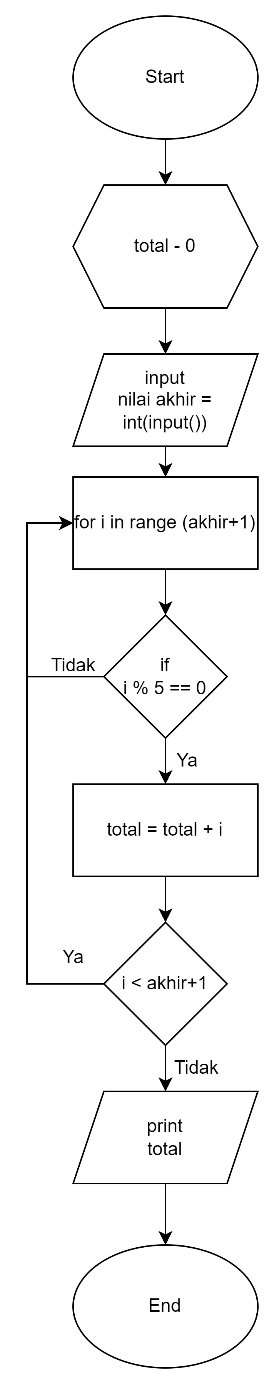 Start
total - 0
input
nilai akhir =
int(input())
for i in range (akhir+1)
if
i % 5 == 0
Tidak
Ya
total = total + i
i < akhir+1
Ya
Tidak
print
total
End